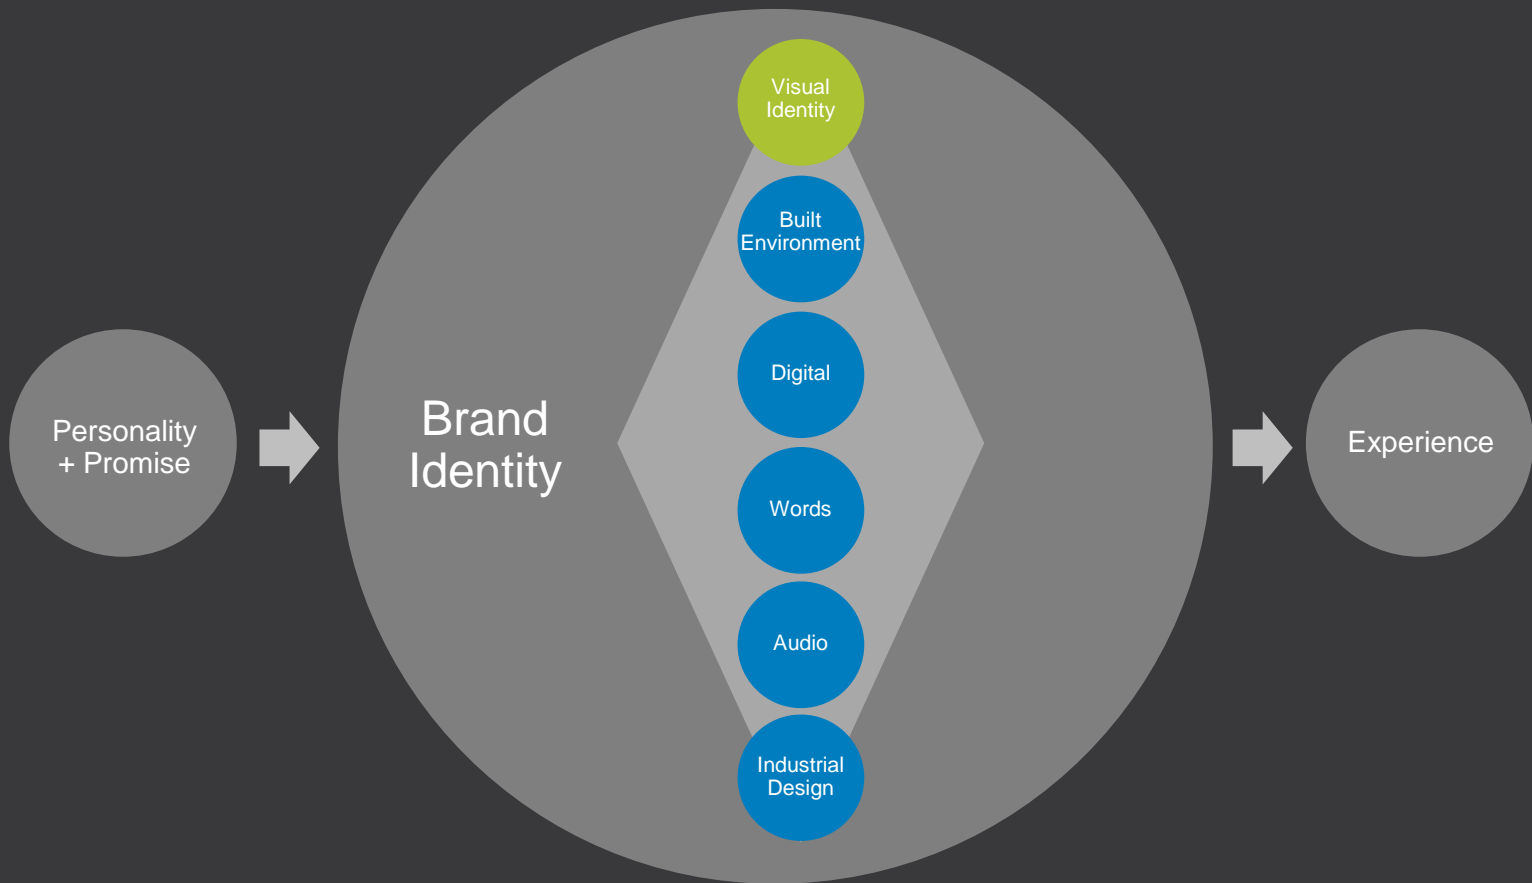 Personality
+ Promise
Brand
Identity
Visual
Identity
Built
Environment
Digital
Words
Audio
Industrial
Design
Experience